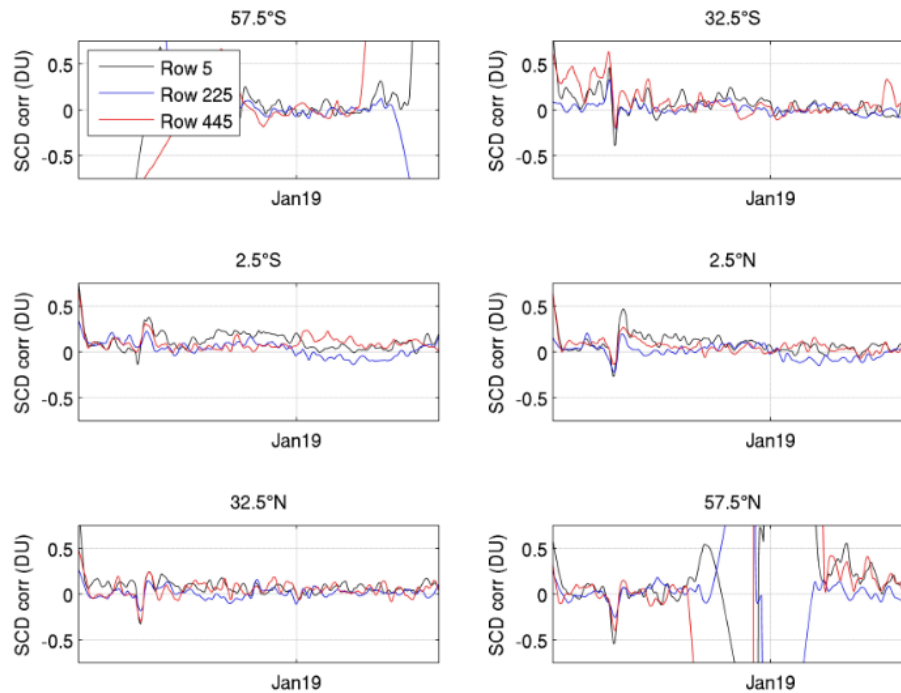 57.5°S
SCD corr (DU)
0.5
0
-0.5
Row 5
Row 225
Row 445
Jan19
32.5°S
SCD corr (DU)
0.5
0
-0.5
Jan19
2.5°S
SCD corr (DU)
0.5
0
-0.5
Jan19
2.5°N
SCD corr (DU)
0.5
0
-0.5
Jan19
32.5°N
SCD corr (DU)
0.5
0
-0.5
Jan19
57.5°N
SCD corr (DU)
0.5
0
-0.5
Jan19